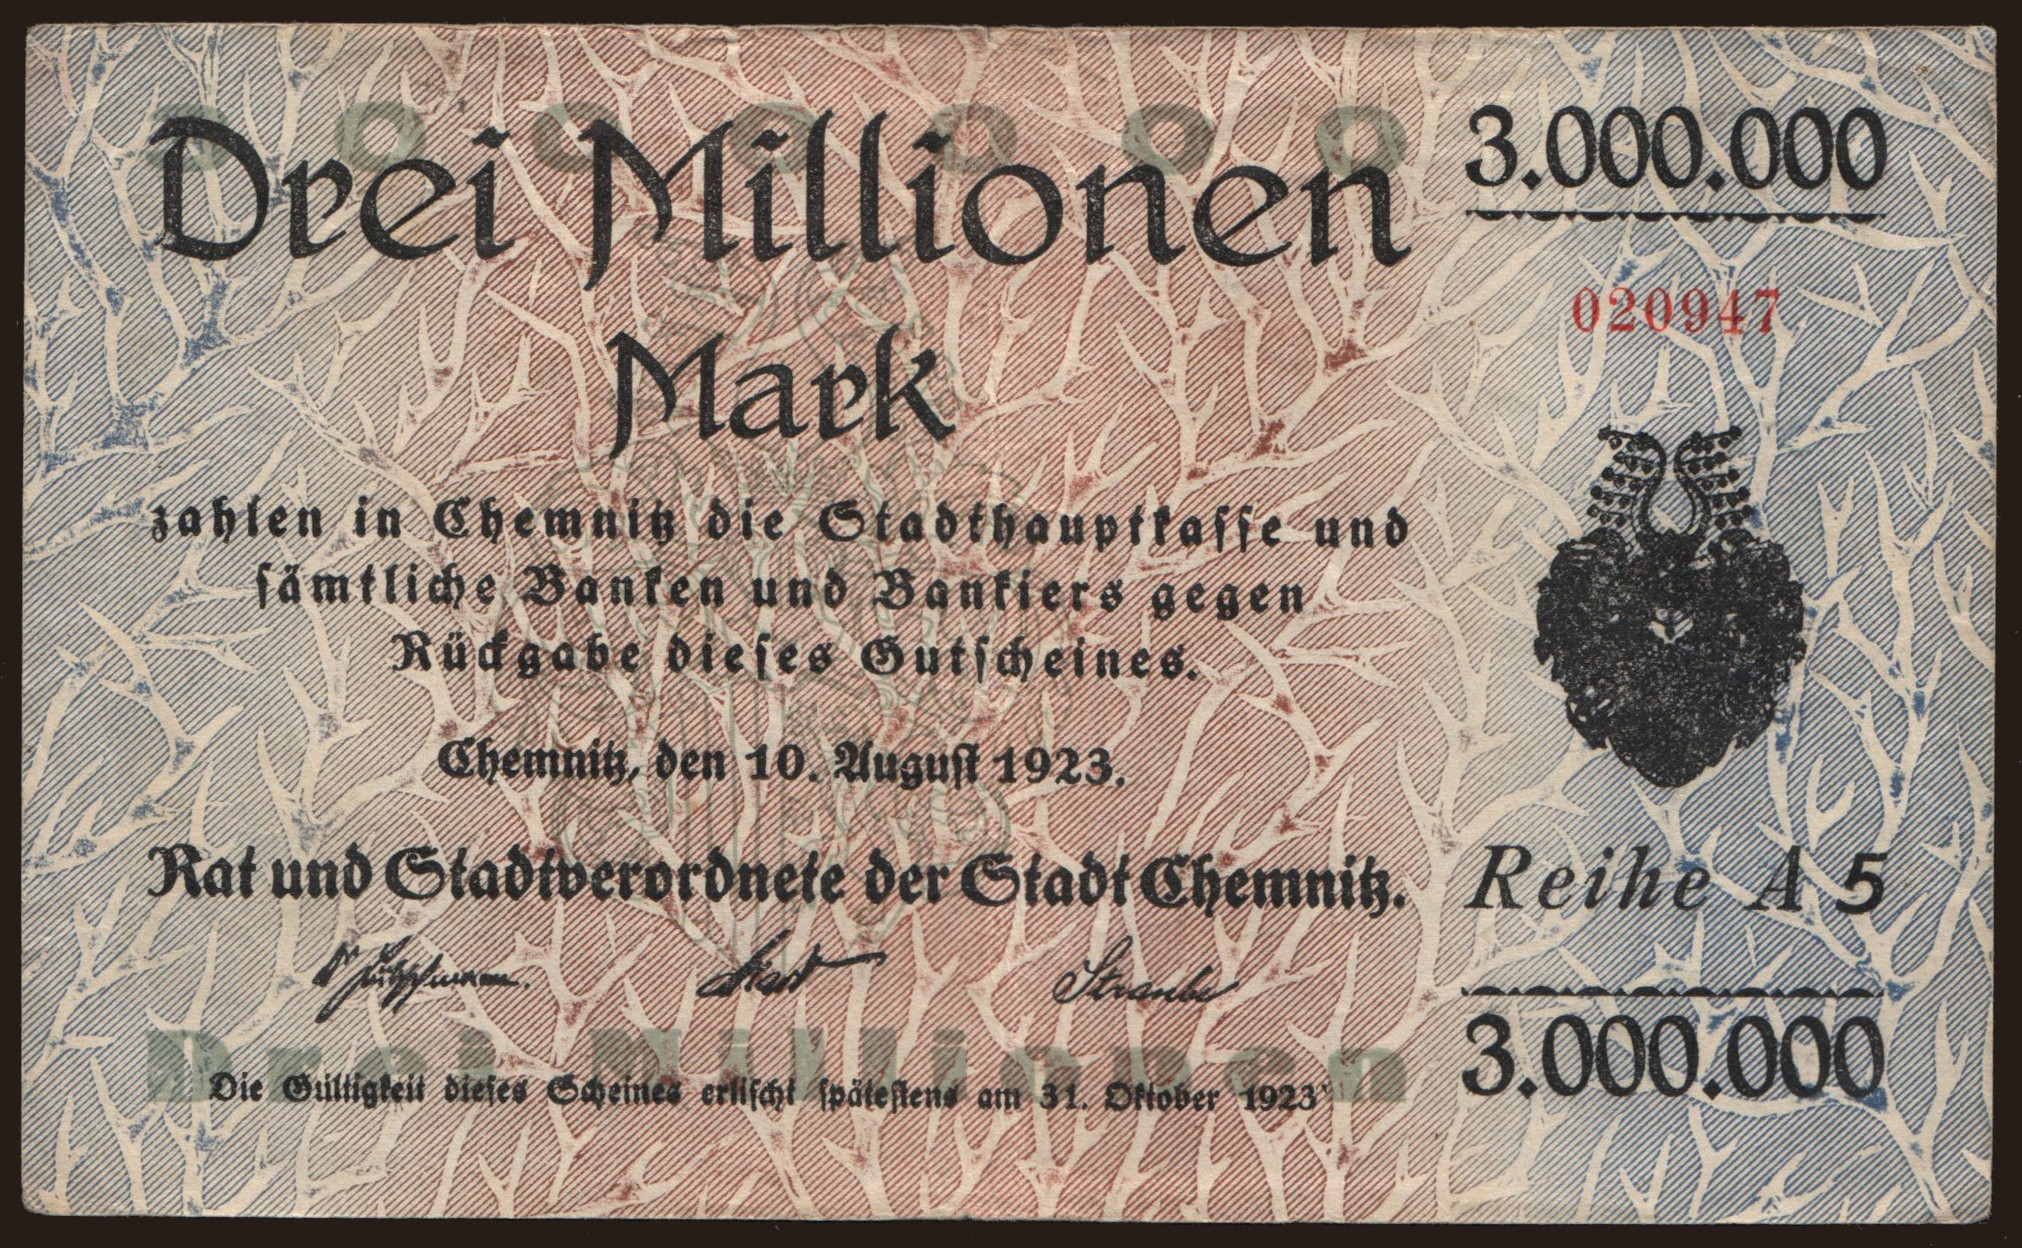 Drei Millionen
Mark
zahlen in Chemnitz die Stadthauptkasse und
sämtliche Banken und Bankiers gegen
Rückgabe dieses Gutscheines.
Chemnitz, den 10. August 1923.
Rat und Stadtverordnete der Stadt Chemnitz.
Straube
Drei Millionen
Die Gültigkeit dieses Scheines erlischt spätestens am 31. Oktober 1923
3.000.000
020947
Reihe A 5
3.000.000